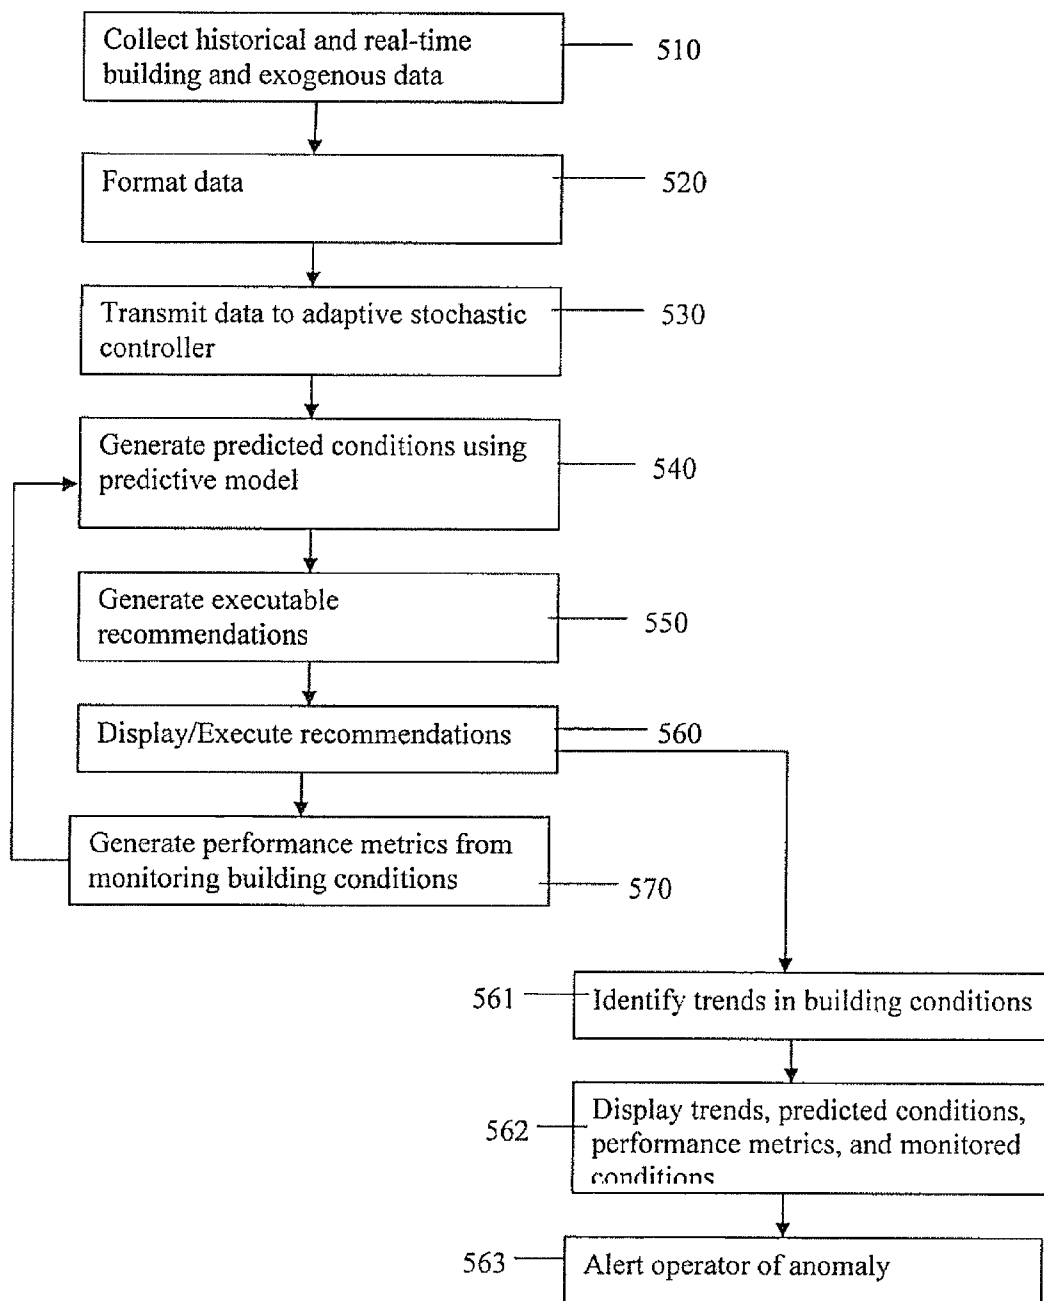 Collect historical and real-time
building and exogenous data
510
Format data
520
Transmit data to adaptive stochastic
controller
530
Generate predicted conditions using
predictive model
540
Generate executable
recommendations
550
Display/Execute recommendations
560
Generate performance metrics from
monitoring building conditions
570
561
Identify trends in building conditions
562
Display trends, predicted conditions,
performance metrics, and monitored
conditions
563
Alert operator of anomaly